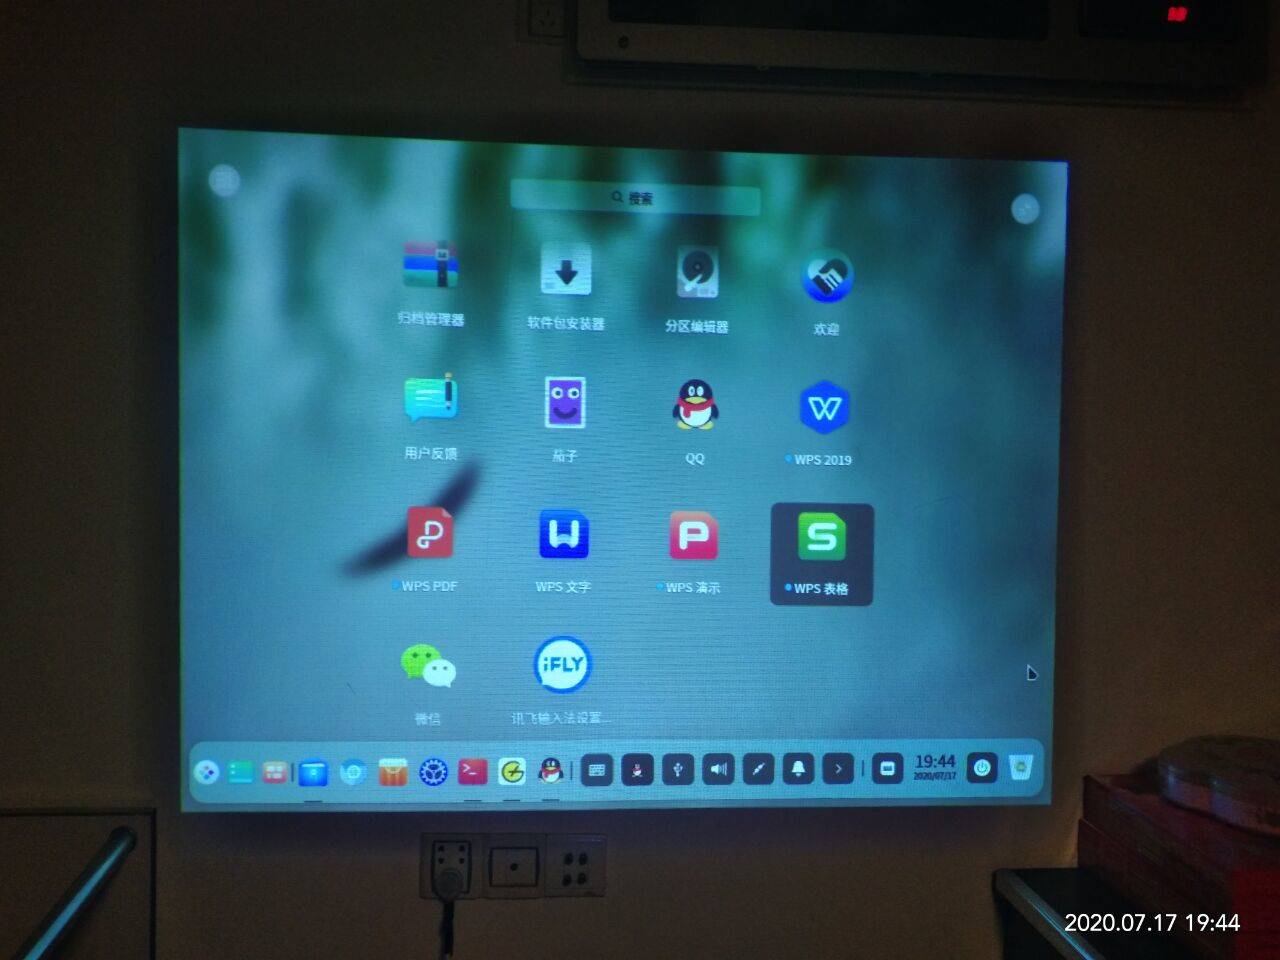 搜索
归档管理器
软件包安装器
分区编辑器
欢迎
用户反馈
茄子
QQ
W
WPS 2019
P
WPS PDF
W
WPS 文字
P
WPS 演示
S
WPS 表格
微信
iFLY
讯飞输入法设置...
19:44
2020/07/17
2020.07.17 19:44